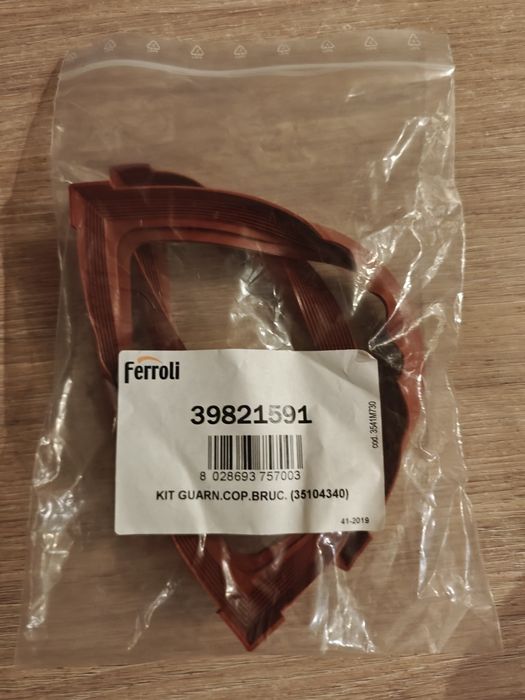 Ferroli
39821591
8 028693 757003
KIT GUARN.COP.BRUC. (35104340)
cod. 3541M730
41-2019